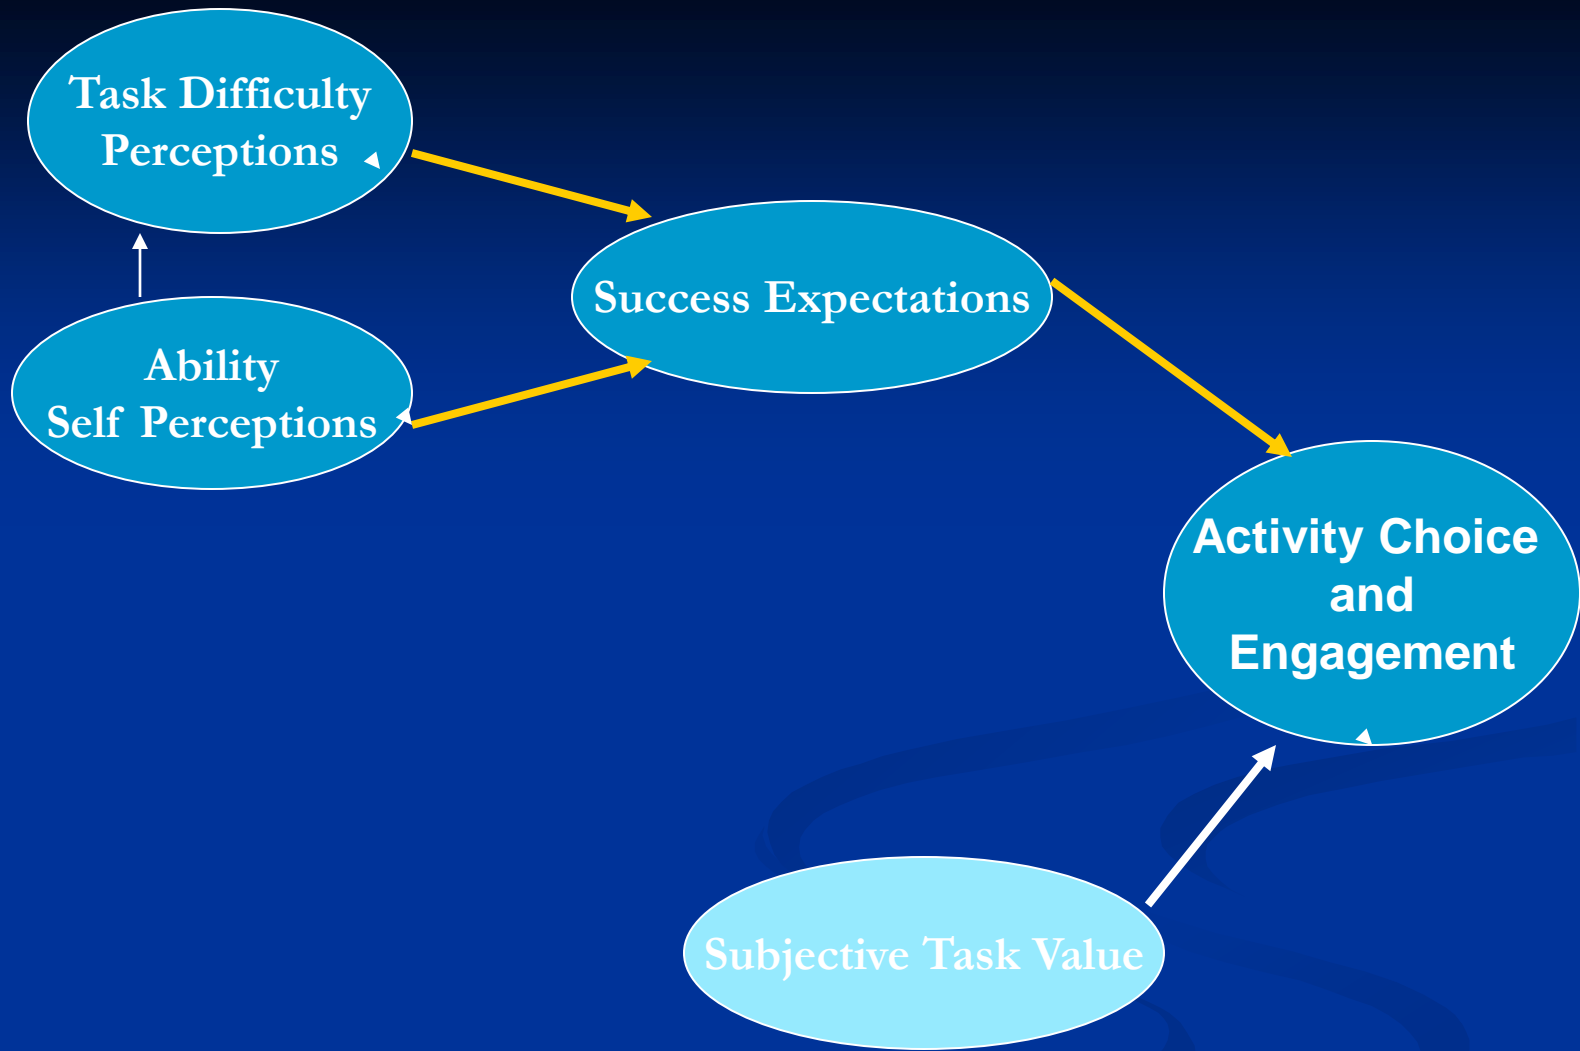 Task Difficulty
Perceptions
Ability
Self Perceptions
Success Expectations
Activity Choice
and
Engagement
Subjective Task Value